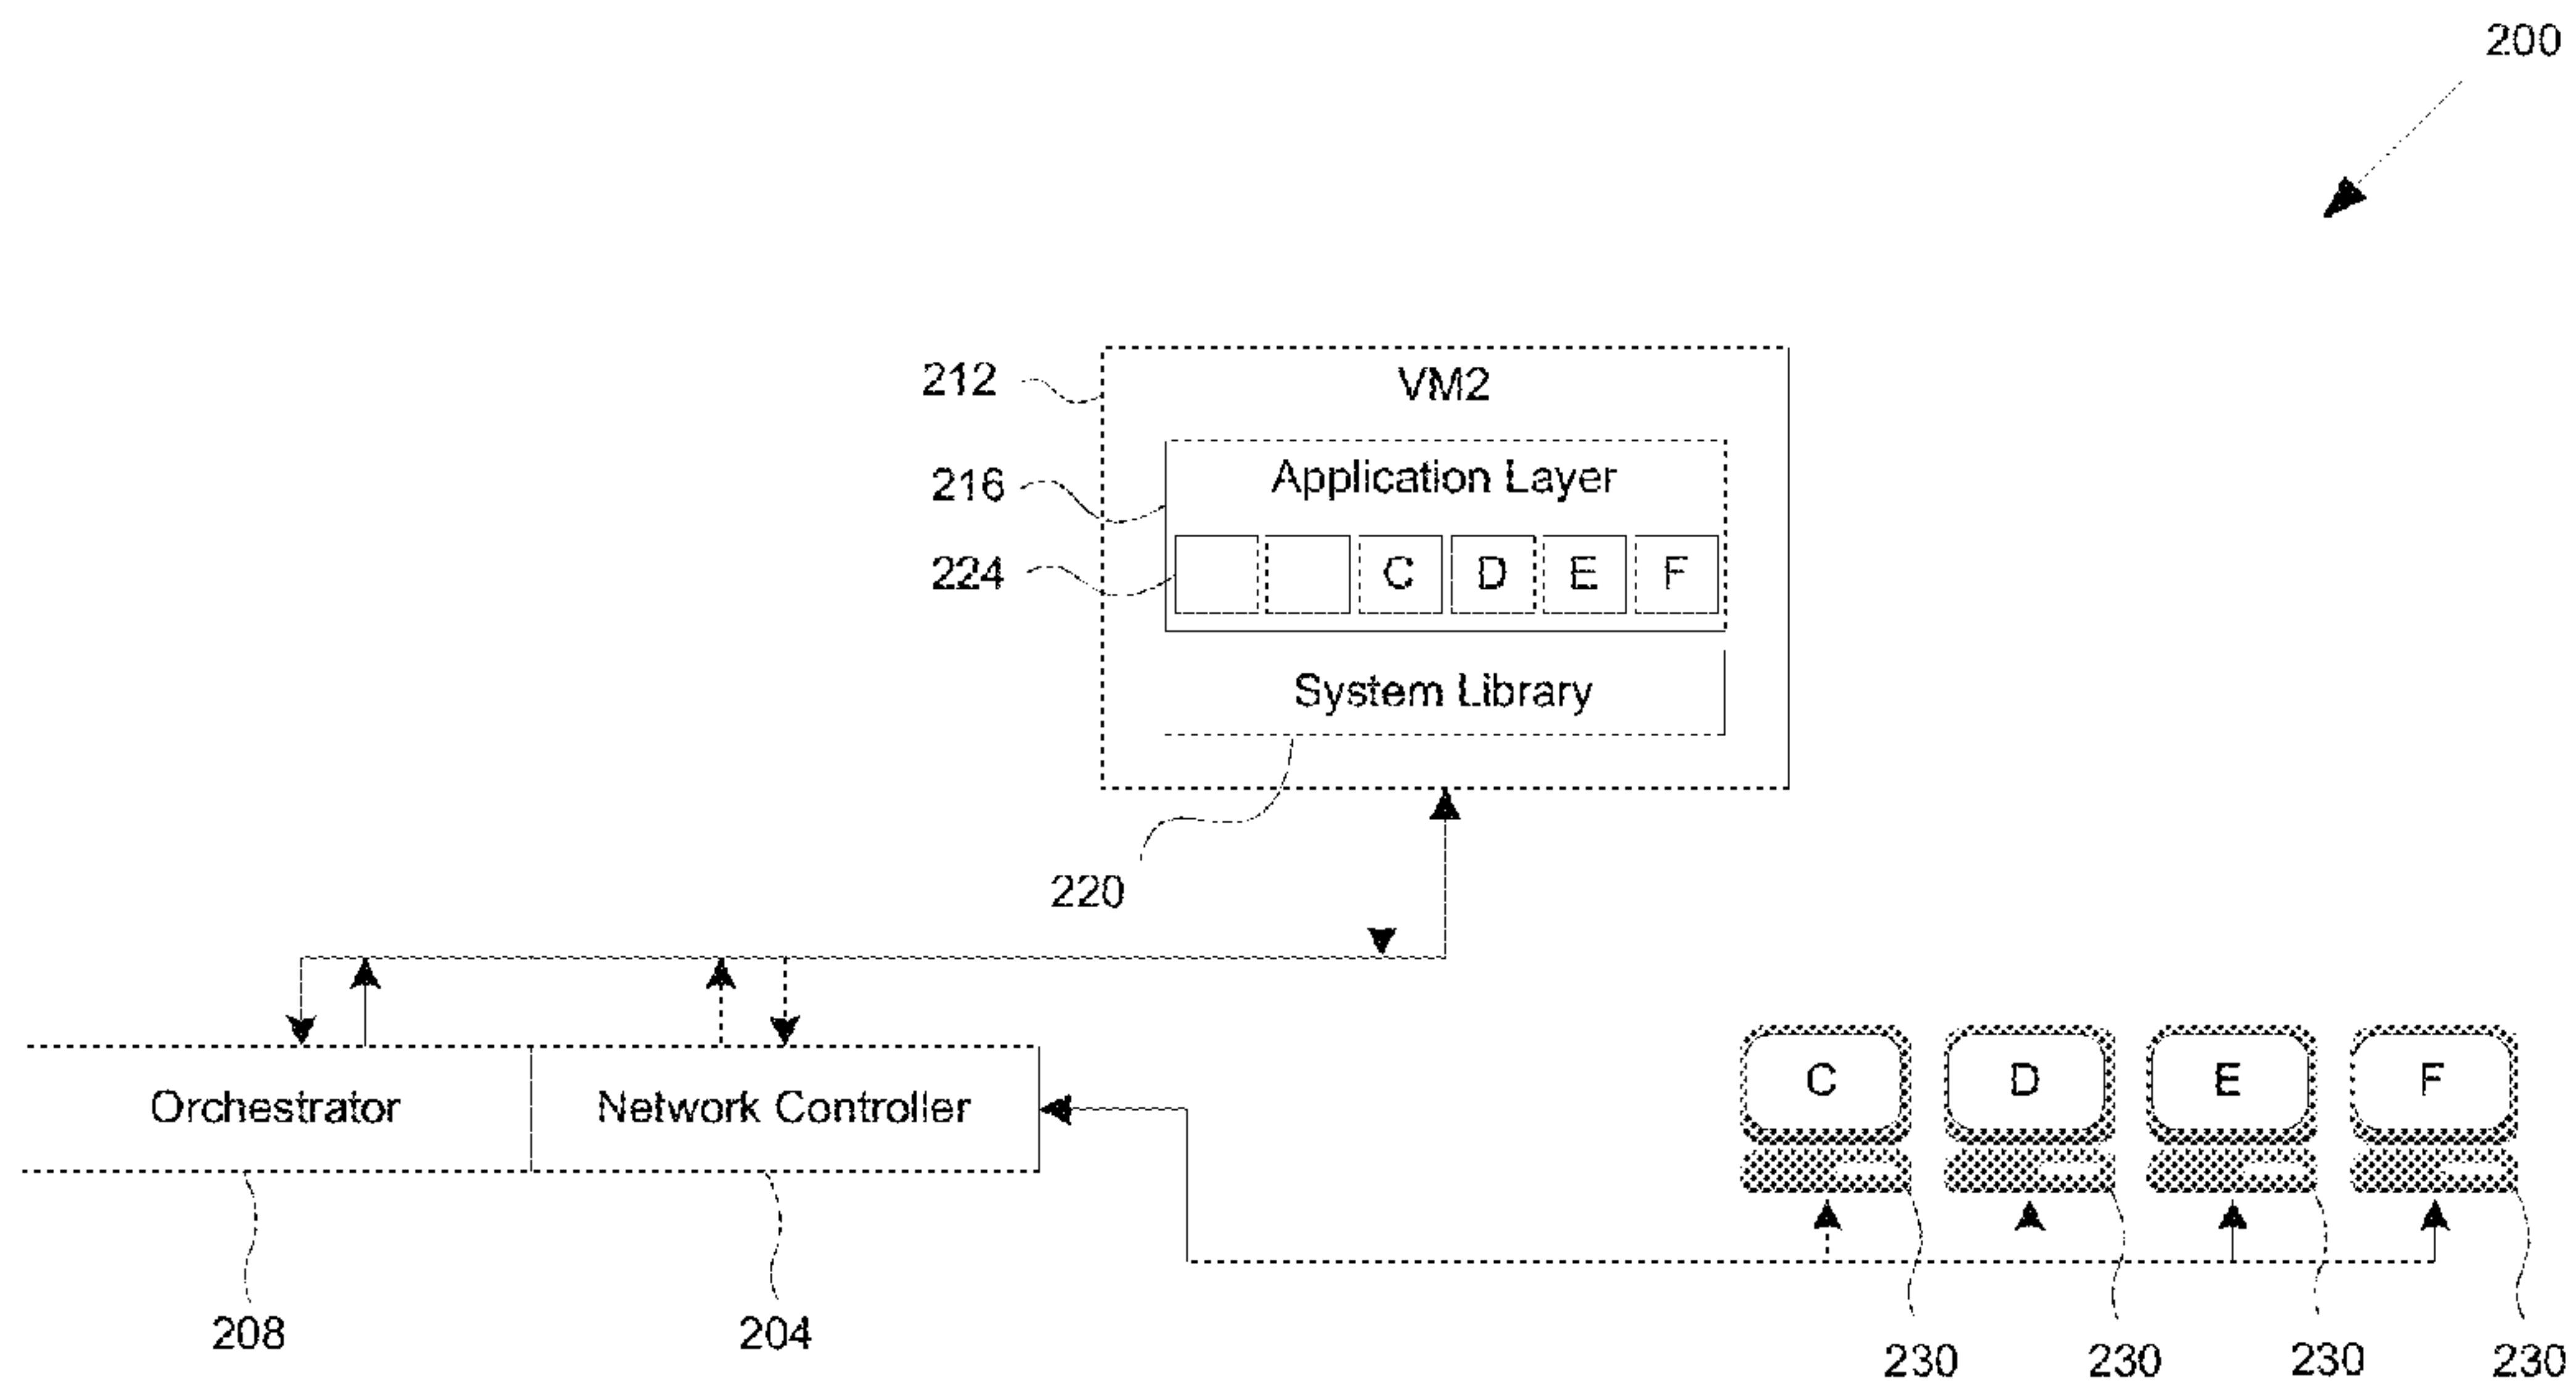 200
212
VM2
216
Application Layer
224
C D E F
System Library
220
C D E F
Orchestrator
Network Controller
208
204
230
230
230
230